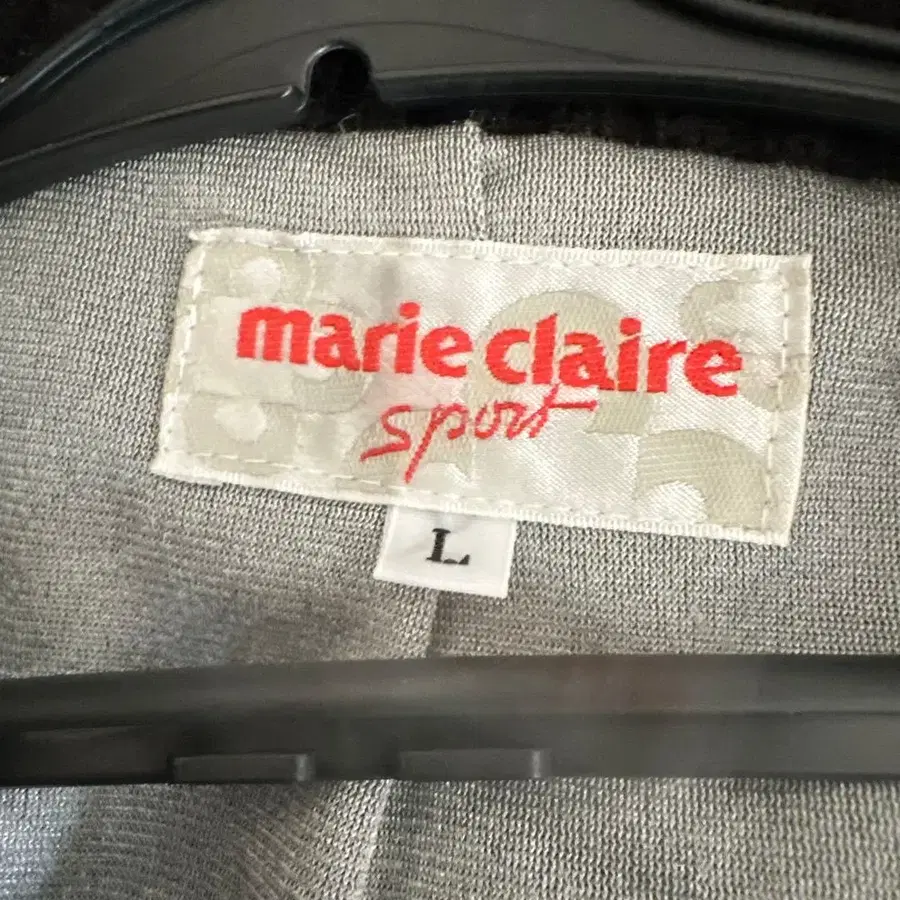 marie claire
sport
L